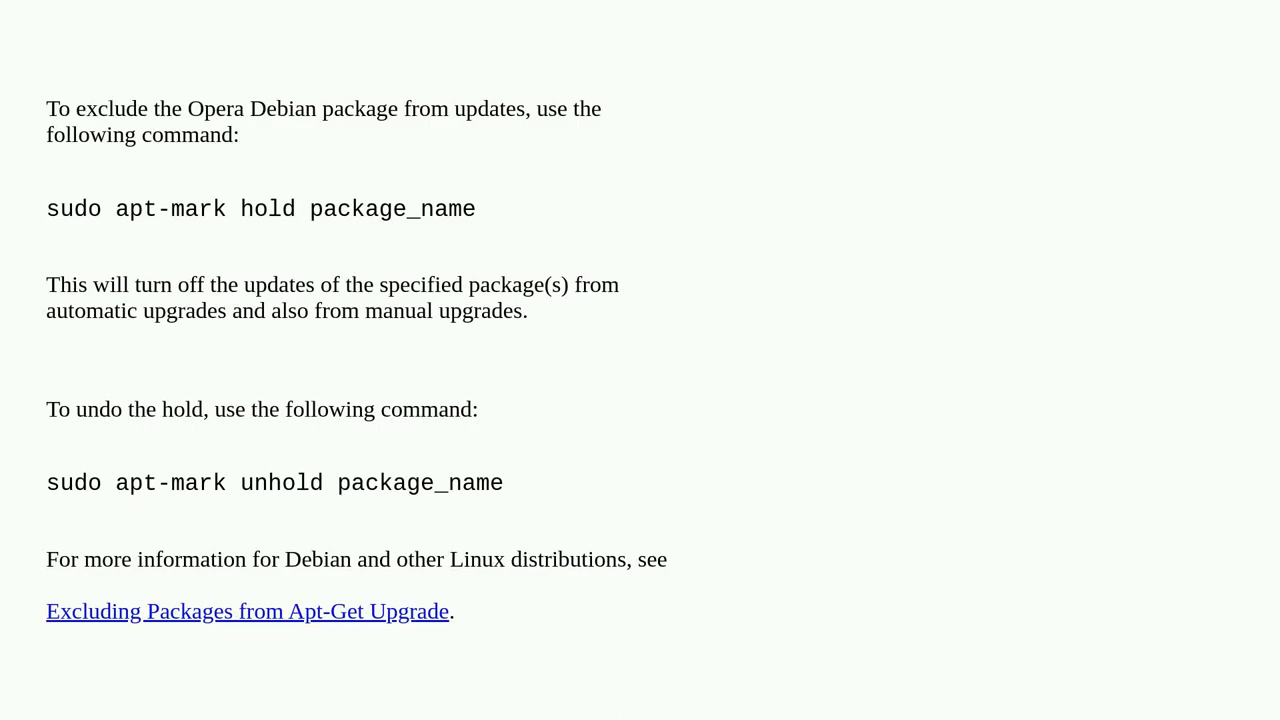 To exclude the Opera Debian package from updates, use the
following command:
sudo apt-mark hold package_name
This will turn off the updates of the specified package(s) from
automatic upgrades and also from manual upgrades.
To undo the hold, use the following command:
sudo apt-mark unhold package_name
For more information for Debian and other Linux distributions, see
Excluding Packages from Apt-Get Upgrade.